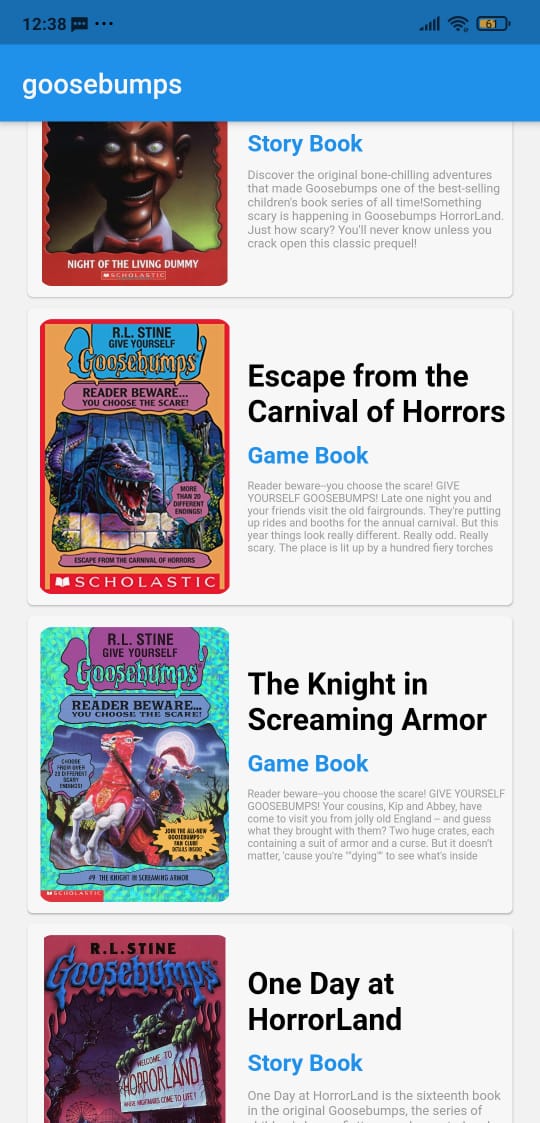 12:38
61
goosebumps
NIGHT OF THE LIVING DUMMY
SCHOLASTIC
Story Book
Discover the original bone-chilling adventures
that made Goosebumps one of the best-selling
children's book series of all time!Something
scary is happening in Goosebumps HorrorLand.
Just how scary? You'll never know unless you
crack open this classic prequel!
R.L. STINE
GIVE YOURSELF
Goosebumps
READER BEWARE...
YOU CHOOSE THE SCARE!
MORE
THAN 20
DIFFERENT
ENDINGS!
ESCAPE FROM THE CARNIVAL OF HORRORS
SCHOLASTIC
Escape from the
Carnival of Horrors
Game Book
Reader beware--you choose the scare! GIVE
YOURSELF GOOSEBUMPS! Late one night you and
your friends visit the old fairgrounds. They're putting
up rides and booths for the annual carnival. But this
year things look really different. Really odd. Really
scary. The place is lit up by a hundred fiery torches
R.L. STINE
GIVE YOURSELF
Goosebumps
READER BEWARE...
YOU CHOOSE THE SCARE!
CHOOSE
FROM OVER
20 DIFFERENT
SCARY
ENDINGS!
JOIN THE ALL-NEW
GOOSEBUMPS
FAN CLUB!
DETAILS INSIDE!
#9 THE KNIGHT IN SCREAMING ARMOR
SCHOLASTIC
The Knight in
Screaming Armor
Game Book
Reader beware--you choose the scare! GIVE YOURSELF
GOOSEBUMPS! Your cousins, Kip and Abbey, have
come to visit you from jolly old England -- and guess
what they brought with them? Two huge crates, each
containing a suit of armor and a curse. But it doesn't
matter, 'cause you're ""dying"" to see what's inside
R.L. STINE
Goosebumps
WELCOME TO
HORRORLAND
WHERE NIGHTMARES COME TO LIFE!
One Day at
HorrorLand
Story Book
One Day at HorrorLand is the sixteenth book
in the original Goosebumps, the series of